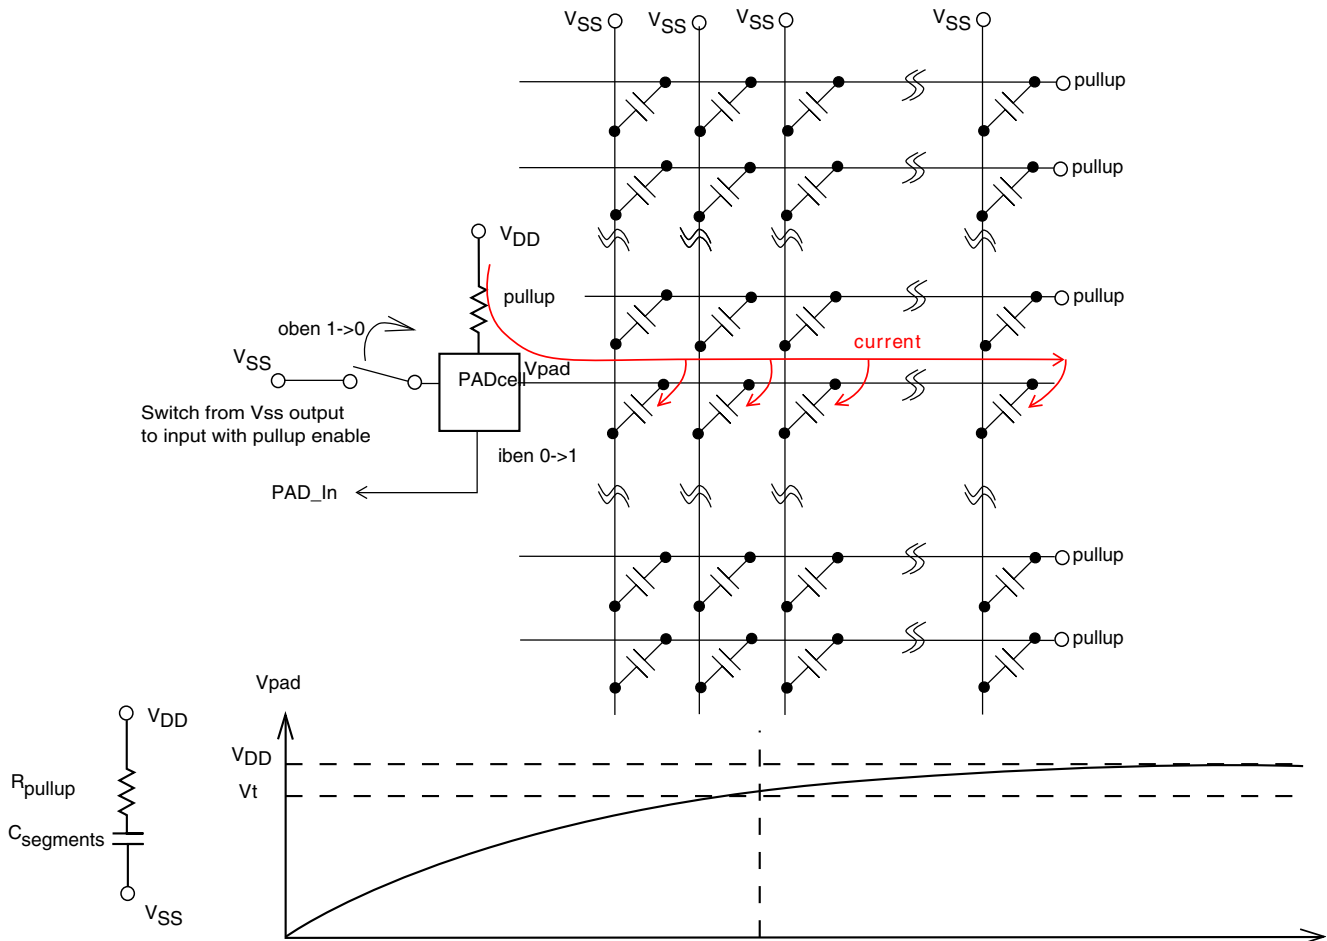 VSS VSS VSS VSS
pullup
pullup
VDD
pullup
pullup
oben 1->0
current
VSS
PADcell
Vpad
Switch from Vss output
to input with pullup enable
iben 0->1
PAD_In
pullup
pullup
Vpad
VDD
VDD
Rpullup
Vt
Csegments
VSS